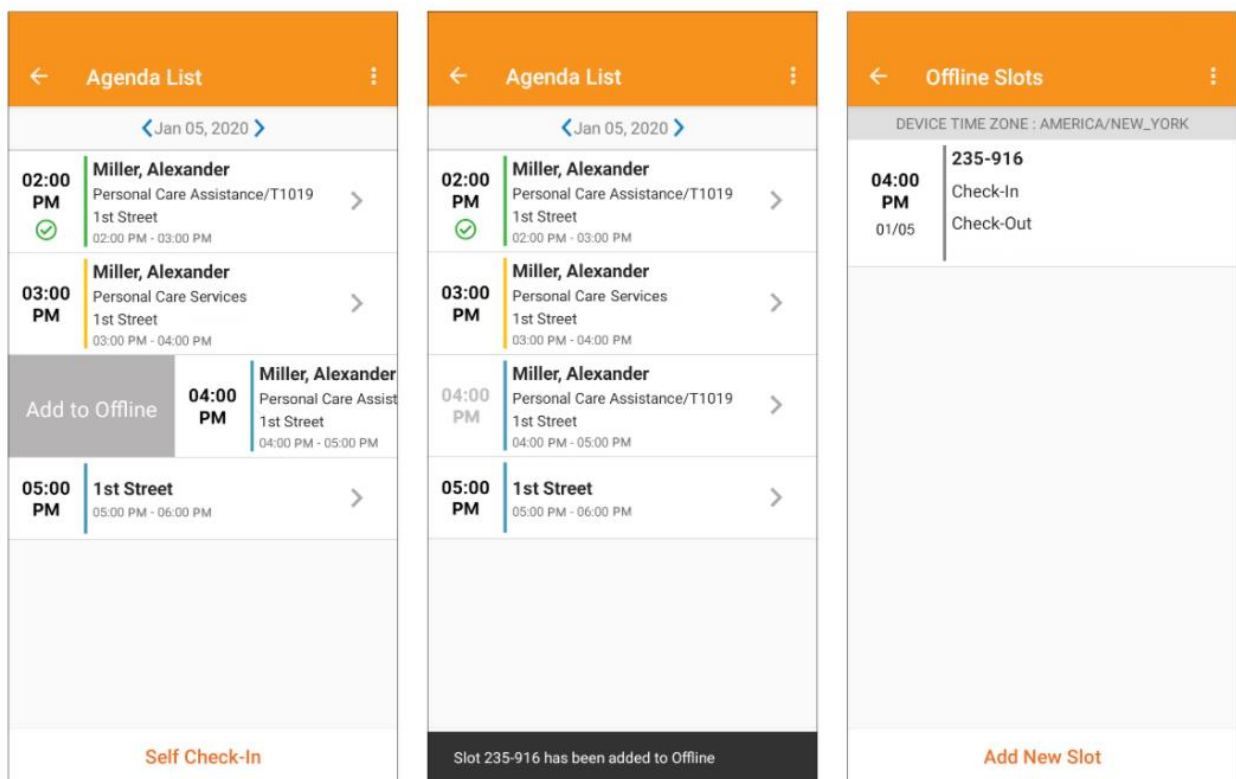 Agenda List
Jan 05, 2020
02:00
PM
Miller, Alexander
Personal Care Assistance/T1019
1st Street
02:00 PM - 03:00 PM
03:00
PM
Miller, Alexander
Personal Care Services
1st Street
03:00 PM - 04:00 PM
Add to Offline
04:00
PM
Miller, Alexander
Personal Care Assist
1st Street
04:00 PM - 05:00 PM
05:00
PM
1st Street
05:00 PM - 06:00 PM
Self Check-In
Agenda List
Jan 05, 2020
02:00
PM
Miller, Alexander
Personal Care Assistance/T1019
1st Street
02:00 PM - 03:00 PM
03:00
PM
Miller, Alexander
Personal Care Services
1st Street
03:00 PM - 04:00 PM
04:00
PM
Miller, Alexander
Personal Care Assistance/T1019
1st Street
04:00 PM - 05:00 PM
05:00
PM
1st Street
05:00 PM - 06:00 PM
Slot 235-916 has been added to Offline
Offline Slots
DEVICE TIME ZONE : AMERICA/NEW_YORK
04:00
PM
01/05
235-916
Check-In
Check-Out
Add New Slot